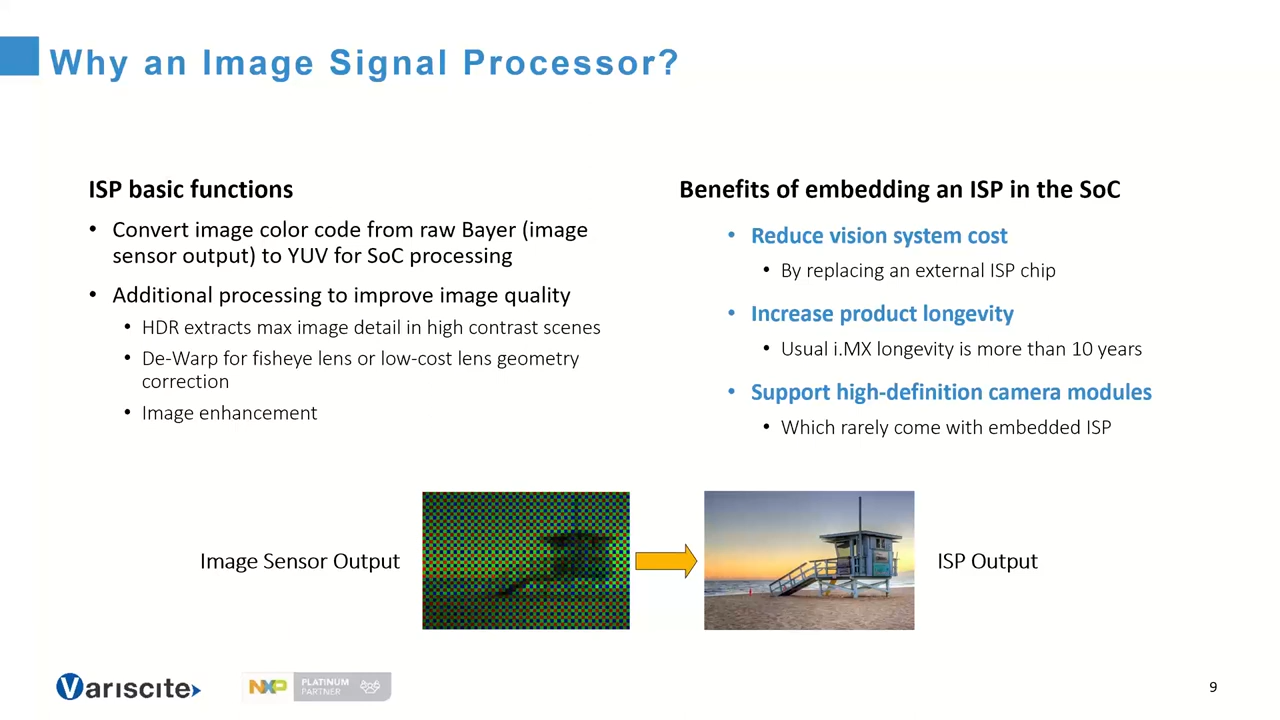 Why an Image Signal Processor?
ISP basic functions
• Convert image color code from raw Bayer (image
sensor output) to YUV for SoC processing
• Additional processing to improve image quality
• HDR extracts max image detail in high contrast scenes
• De-Warp for fisheye lens or low-cost lens geometry
correction
• Image enhancement
Benefits of embedding an ISP in the SoC
• Reduce vision system cost
• By replacing an external ISP chip
• Increase product longevity
• Usual i.MX longevity is more than 10 years
• Support high-definition camera modules
• Which rarely come with embedded ISP
Image Sensor Output
ISP Output
VARISCITE
NXP
PLATINUM
PARTNER
9